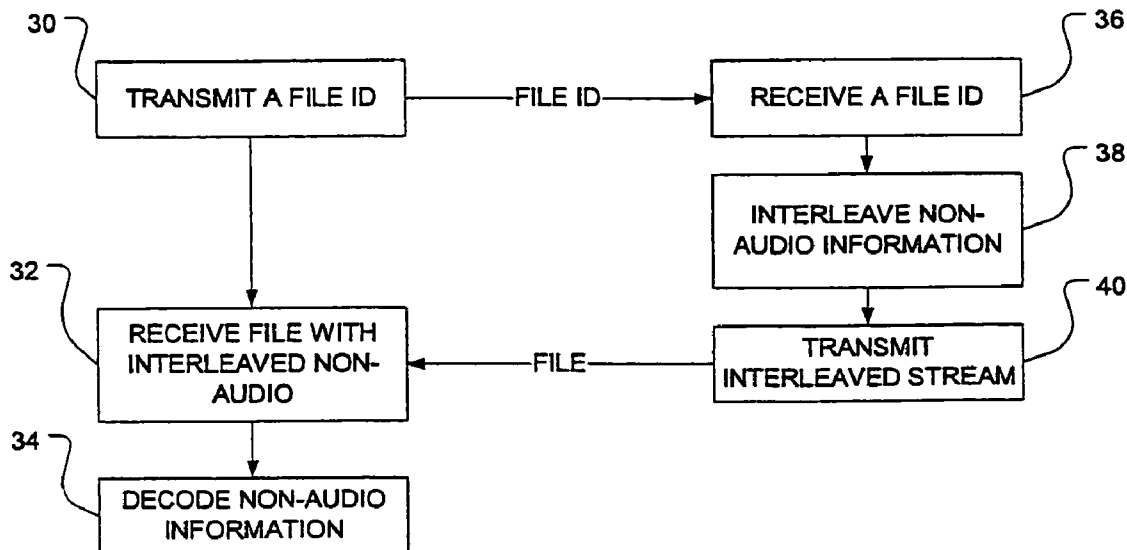 30
TRANSMIT A FILE ID
FILE ID
36
RECEIVE A FILE ID
38
INTERLEAVE NON-
AUDIO INFORMATION
32
RECEIVE FILE WITH
INTERLEAVED NON-
AUDIO
FILE
40
TRANSMIT
INTERLEAVED STREAM
34
DECODE NON-AUDIO
INFORMATION